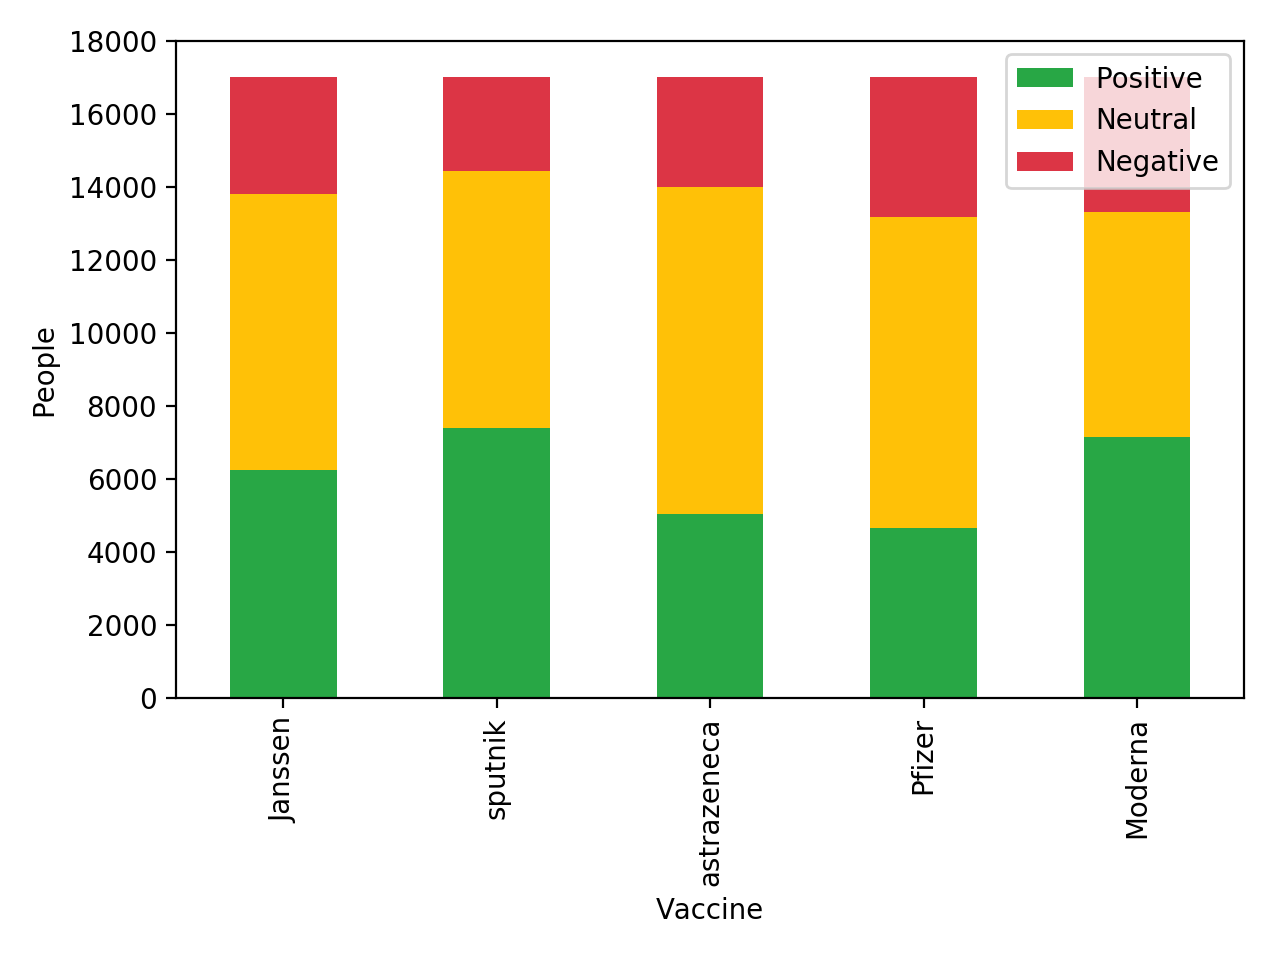 18000
16000
14000
12000
10000
8000
6000
4000
2000
0
People
Positive
Neutral
Negative
Janssen
sputnik
astrazeneca
Pfizer
Moderna
Vaccine